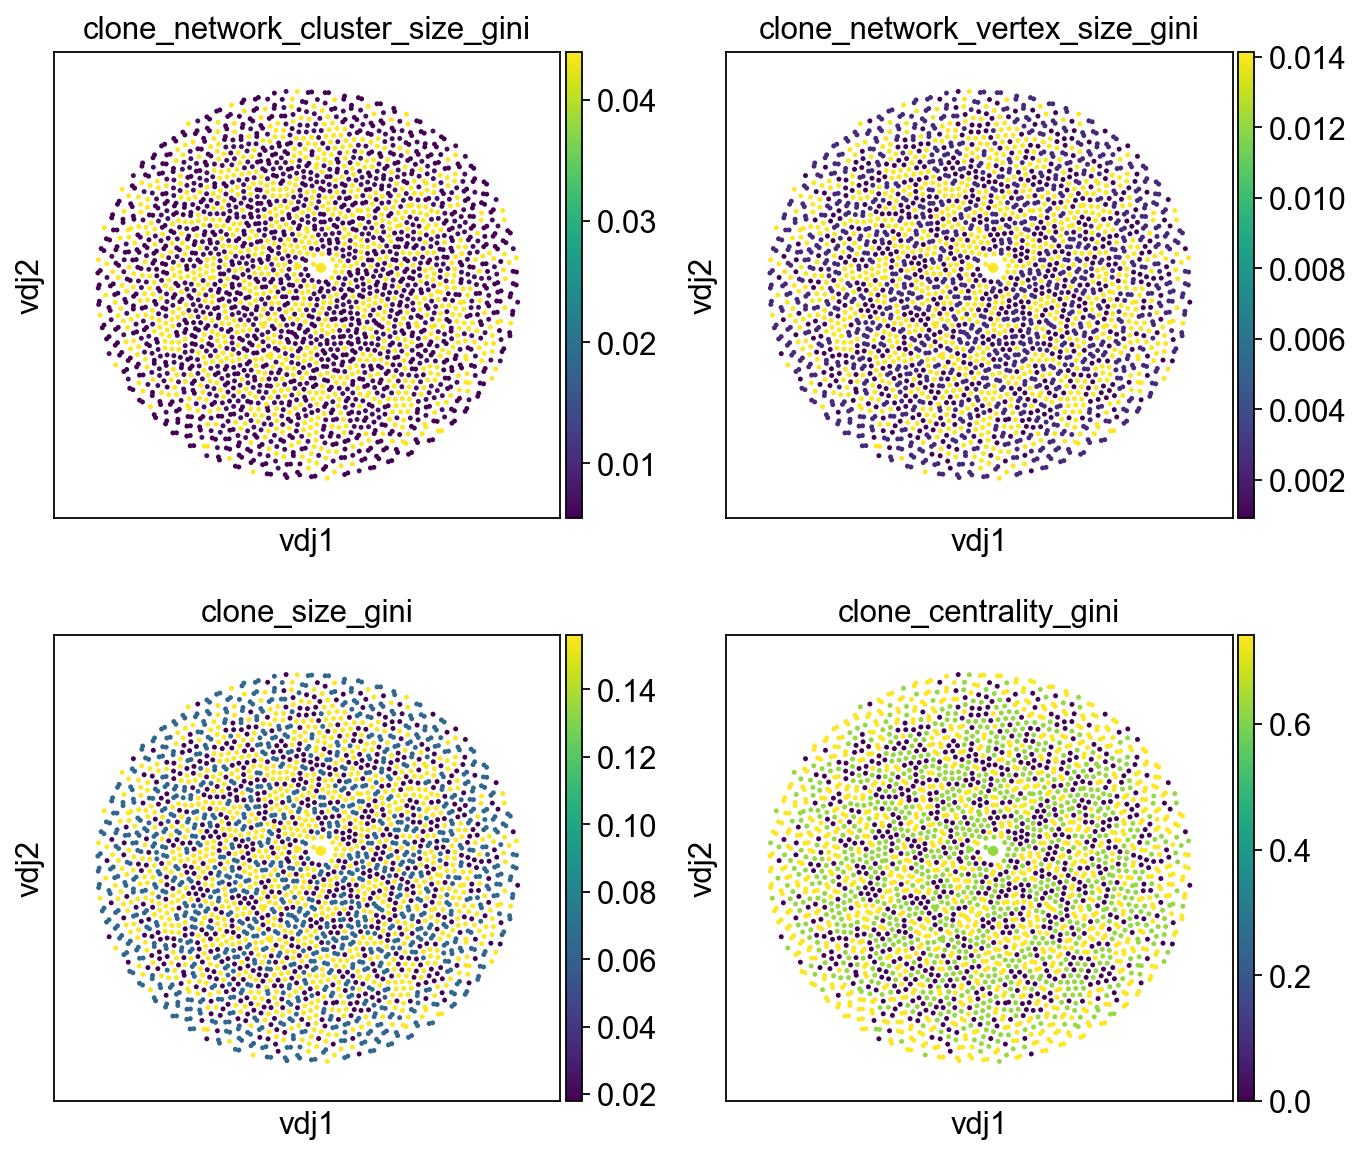 clone_network_cluster_size_gini
clone_network_vertex_size_gini
0.04
0.03
0.02
0.01
0.014
0.012
0.010
0.008
0.006
0.004
0.002
vdj2
vdj1
vdj2
vdj1
clone_size_gini
clone_centrality_gini
0.14
0.12
0.10
0.08
0.06
0.04
0.02
0.6
0.4
0.2
0.0
vdj2
vdj1
vdj2
vdj1